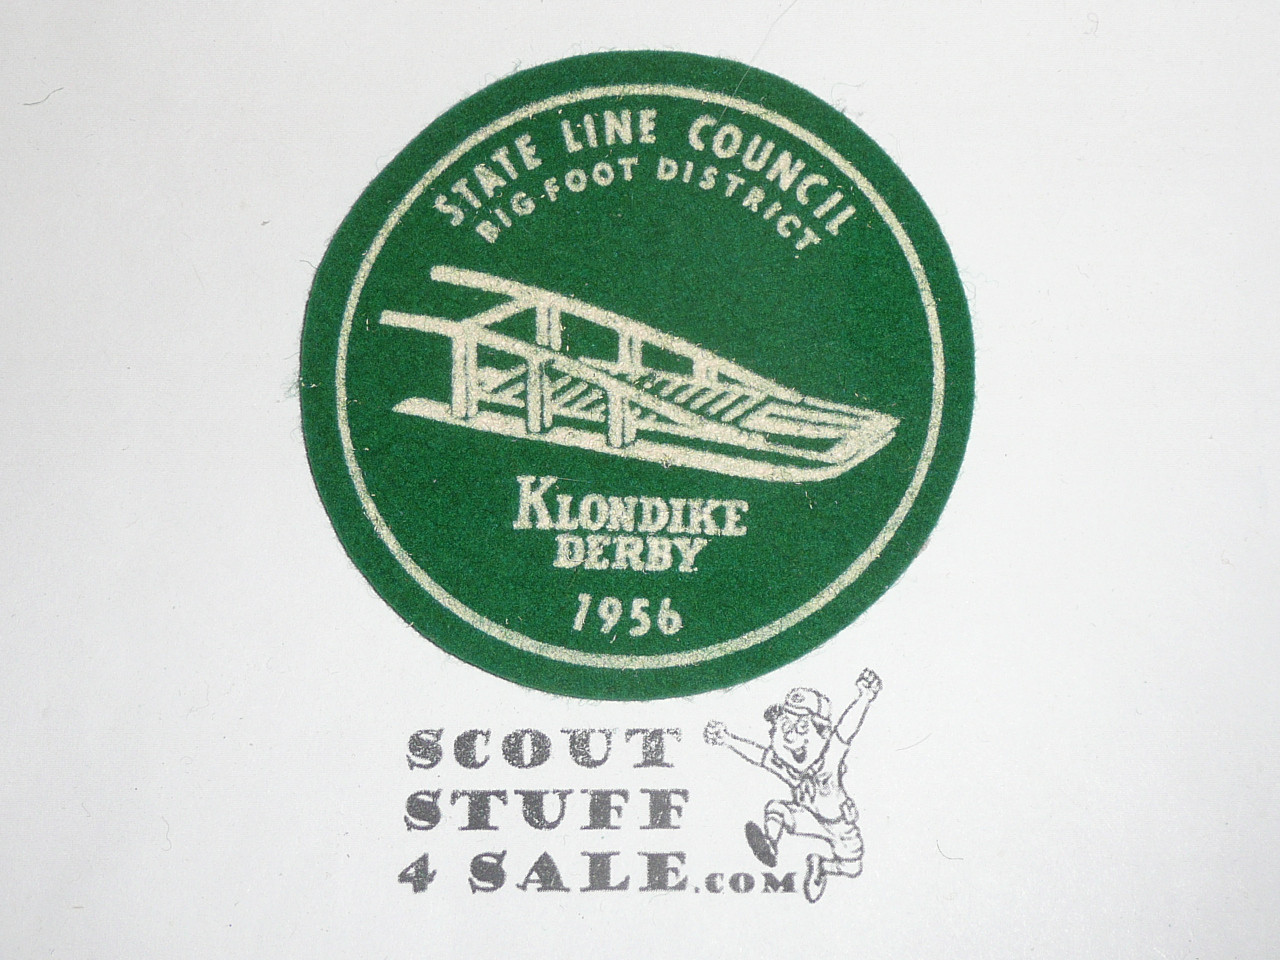 STATE LINE COUNCIL
BIG-FOOT DISTRICT
KLONDIKE
DERBY
1956
SCOUT
STUFF
4 SALE.COM